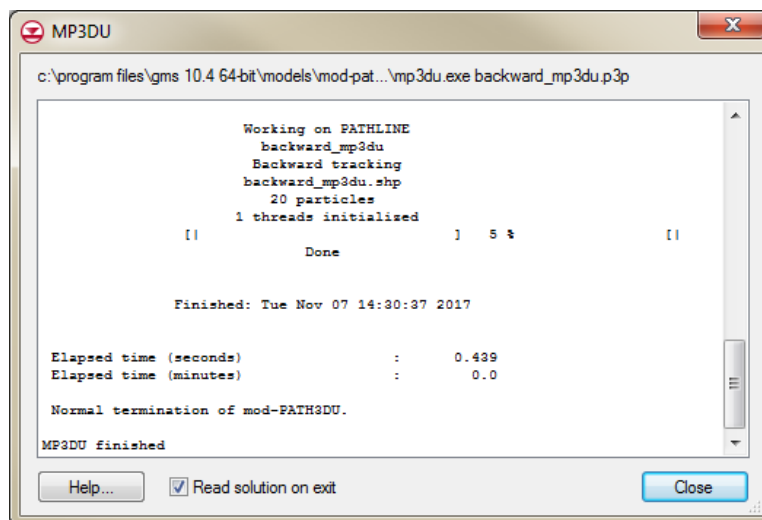 MP3DU
c:\program files\gms 10.4 64-bit\models\mod-pat...\mp3du.exe backward_mp3du.p3p
Working on PATHLINE
backward_mp3du
Backward tracking
backward_mp3du.shp
20 particles
1 threads initialized
[| ] 5 % [|
Done
Finished: Tue Nov 07 14:30:37 2017
Elapsed time (seconds) : 0.439
Elapsed time (minutes) : 0.0
Normal termination of mod-PATH3DU.
MP3DU finished
Help... Read solution on exit Close